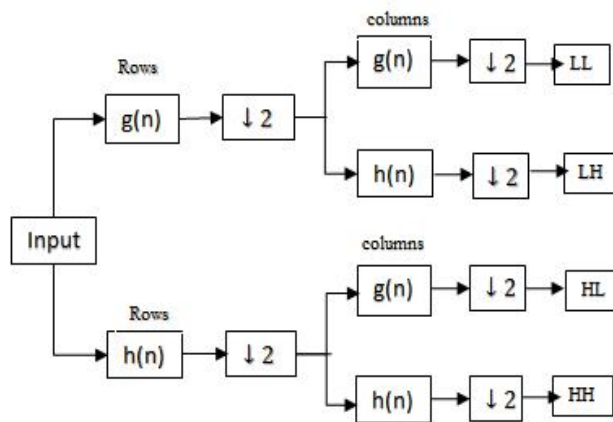 columns
Rows
g(n) ↓2 LL
g(n) ↓2
h(n) ↓2 LH
Input
columns
g(n) ↓2 HL
Rows
h(n) ↓2
h(n) ↓2 HH